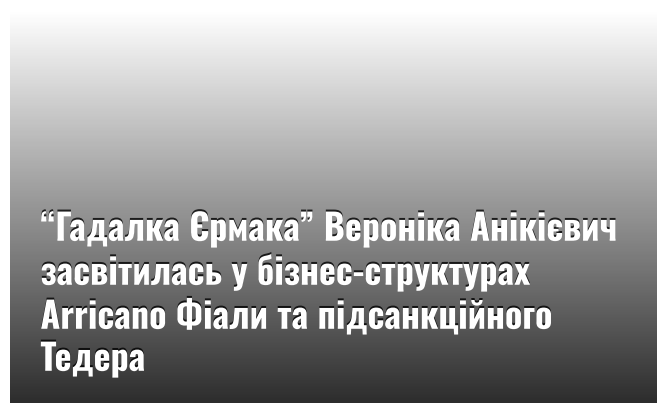 “Гадалка Єрмака” Вероніка Анікієвич
засвітилась у бізнес-структурах
Arricano Фіали та підсанкційного
Тедера